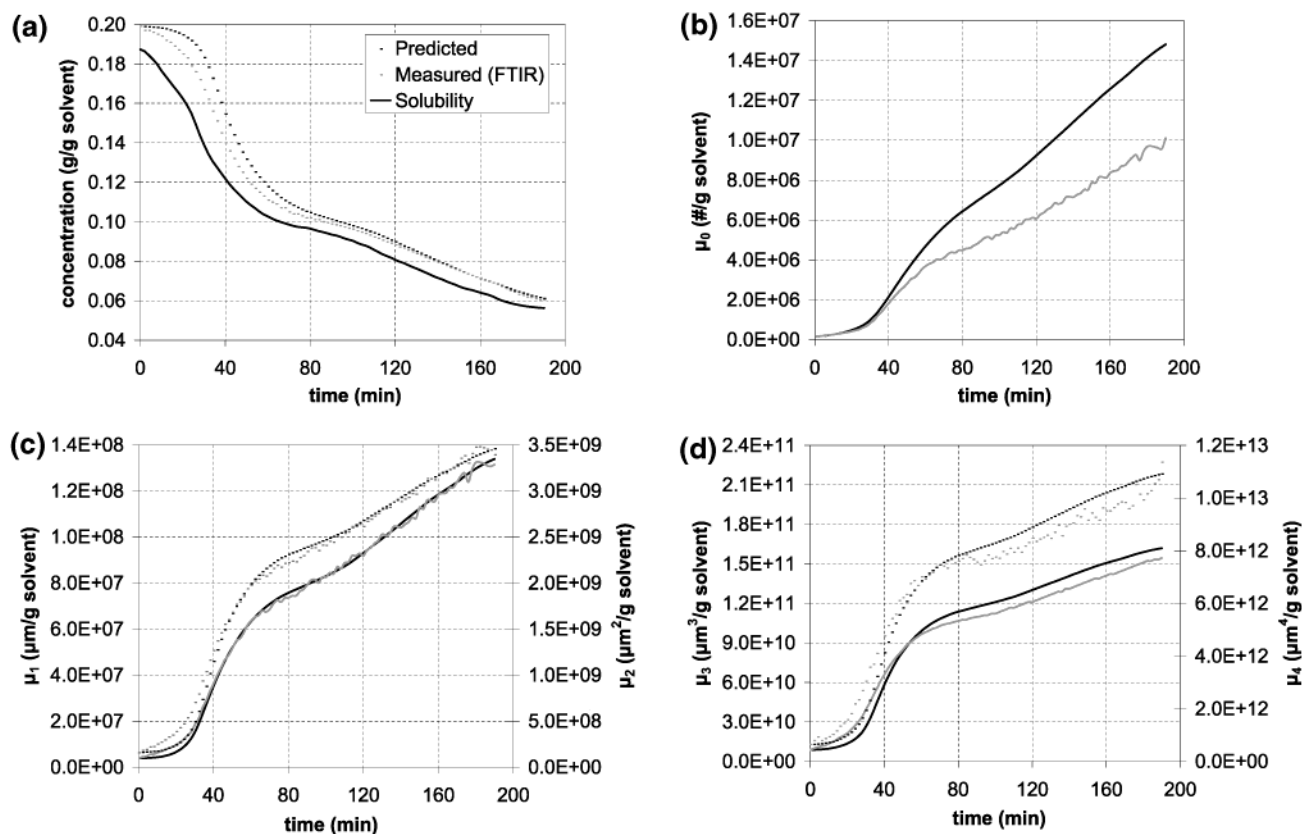 (a)
0.20
0.18
0.16
0.14
0.12
0.10
0.08
0.06
0.04
concentration (g/g solvent)
Predicted
Measured (FTIR)
Solubility
0 40 80 120 160 200
time (min)
(b)
1.6E+07
1.4E+07
1.2E+07
1.0E+07
8.0E+06
6.0E+06
4.0E+06
2.0E+06
0.0E+00
μ₀ (#/g solvent)
0 40 80 120 160 200
time (min)
(c)
1.4E+08
1.2E+08
1.0E+08
8.0E+07
6.0E+07
4.0E+07
2.0E+07
0.0E+00
μ₁ (μm/g solvent)
3.5E+09
3.0E+09
2.5E+09
2.0E+09
1.5E+09
1.0E+09
5.0E+08
0.0E+00
μ₂ (μm²/g solvent)
0 40 80 120 160 200
time (min)
(d)
2.4E+11
2.1E+11
1.8E+11
1.5E+11
1.2E+11
9.0E+10
6.0E+10
3.0E+10
0.0E+00
μ₃ (μm³/g solvent)
1.2E+13
1.0E+13
8.0E+12
6.0E+12
4.0E+12
2.0E+12
0.0E+00
μ₄ (μm⁴/g solvent)
0 40 80 120 160 200
time (min)